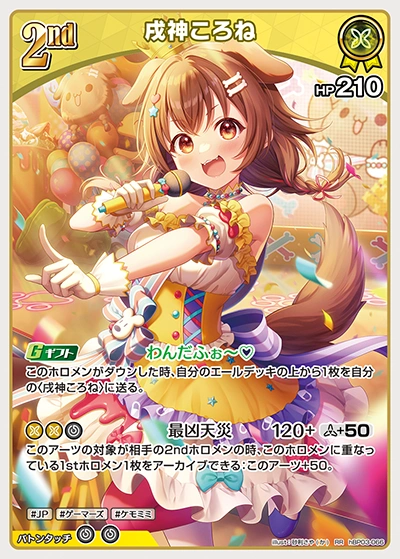 2nd
戌神ころね
HP 210
Gギフト わんだふぉ〜♡
このホロメンがダウンした時、自分のエールデッキの上から1枚を自分
の〈戌神ころね〉に送る。
最凶天災 120+ +50
このアーツの対象が相手の2ndホロメンの時、このホロメンに重なっ
ている1stホロメン1枚をアーカイブできる:このアーツ+50。
#JP #ゲーマーズ #ケモミミ
バトンタッチ
RR hBP03-066